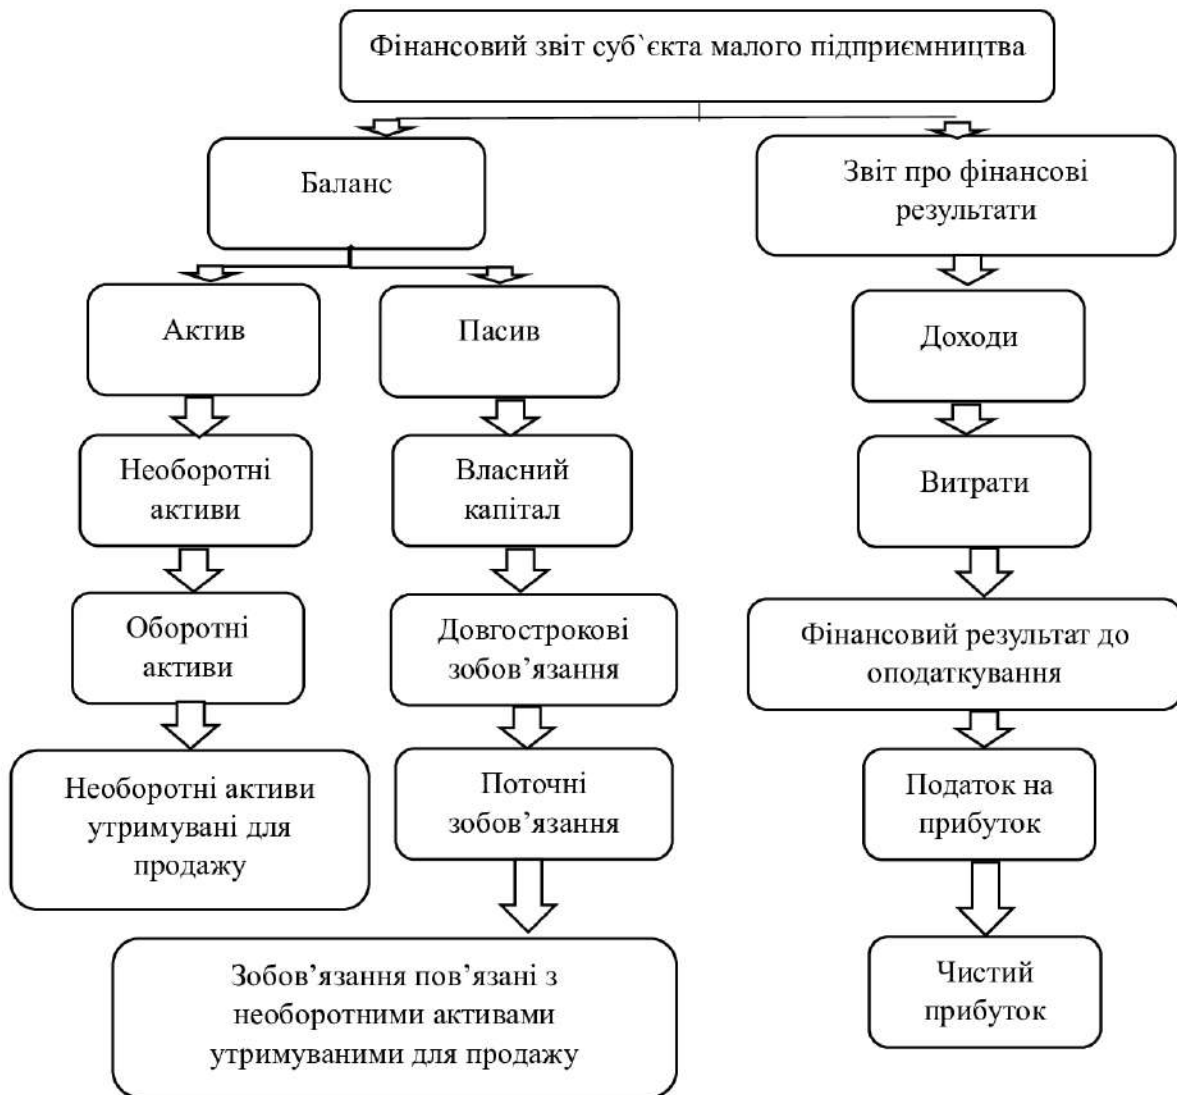 Фінансовий звіт суб`єкта малого підприємництва
Баланс
Звіт про фінансові
результати
Актив
Пасив
Доходи
Необоротні
активи
Власний
капітал
Витрати
Оборотні
активи
Довгострокові
зобов’язання
Фінансовий результат до
оподаткування
Необоротні активи
утримувані для
продажу
Поточні
зобов’язання
Податок на
прибуток
Зобов’язання пов’язані з
необоротними активами
утримуваними для продажу
Чистий
прибуток